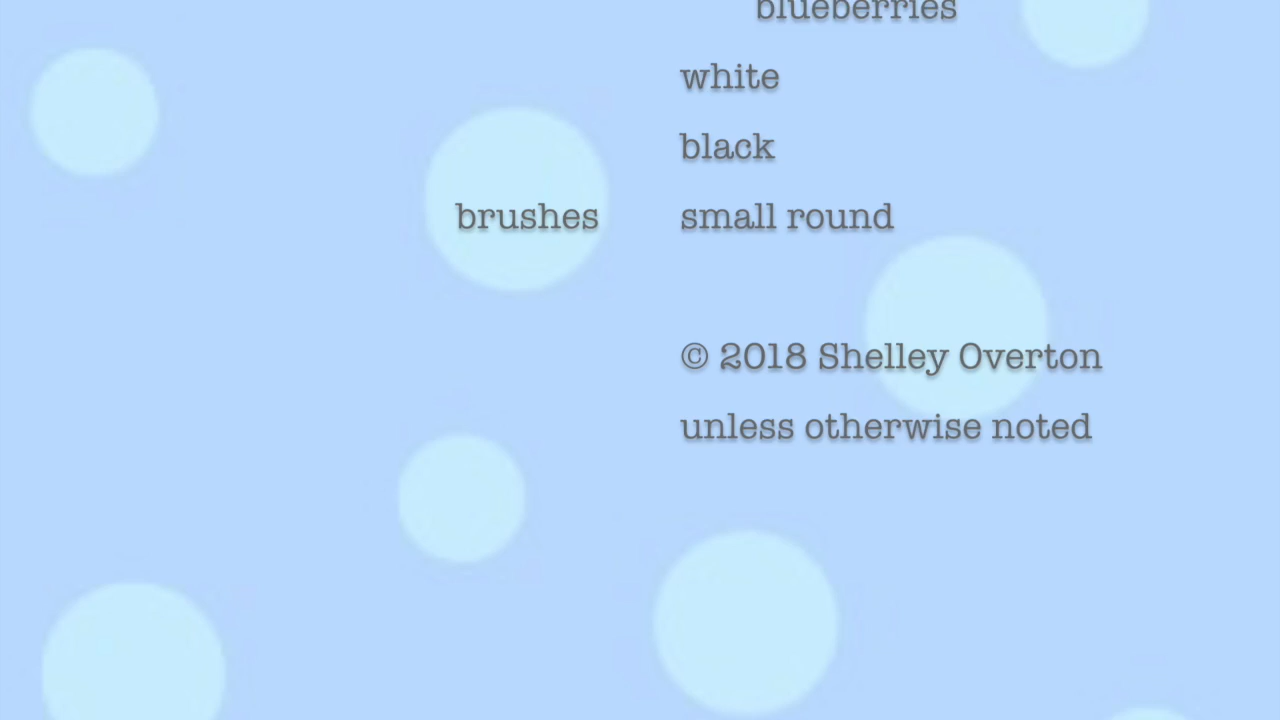 blueberries
white
black
brushes small round
© 2018 Shelley Overton
unless otherwise noted